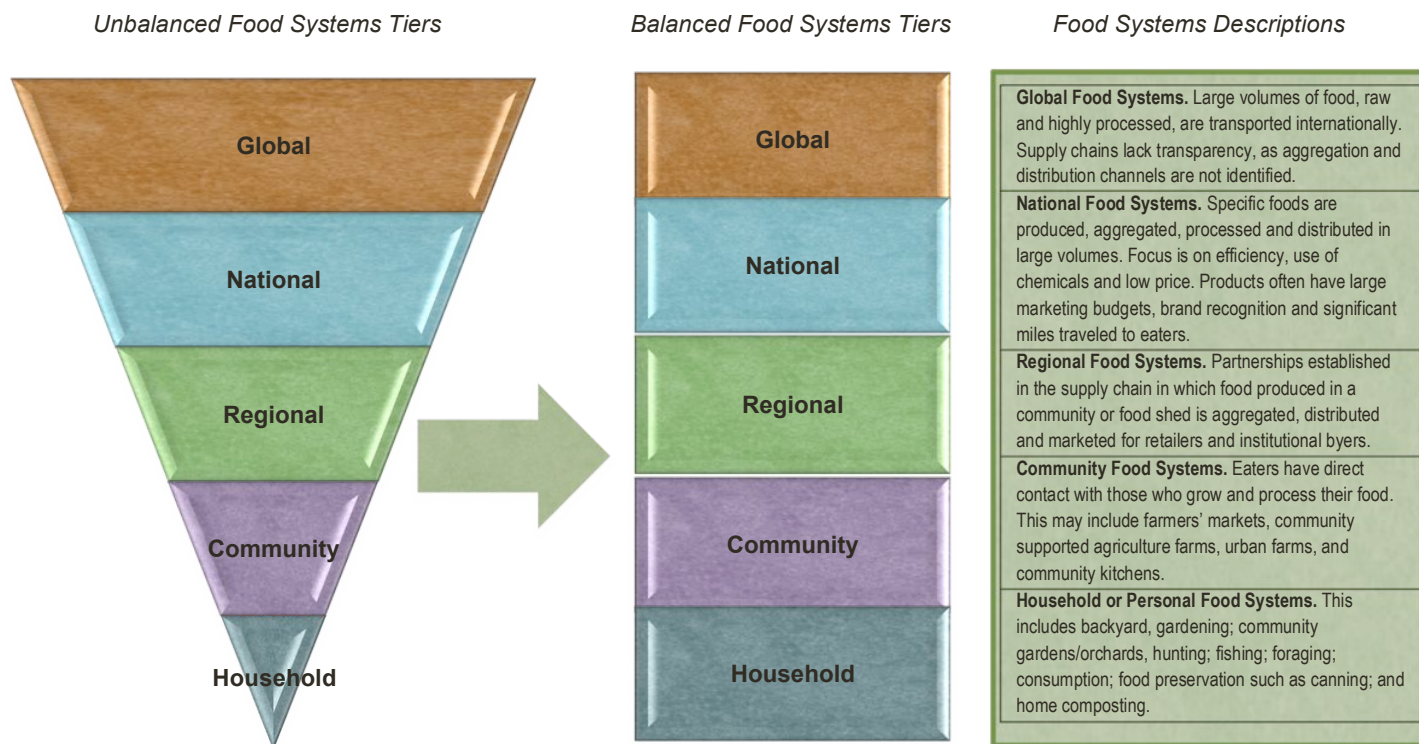 Unbalanced Food Systems Tiers
Balanced Food Systems Tiers
Food Systems Descriptions
Global
National
Regional
Community
Household
Global
National
Regional
Community
Household
Global Food Systems. Large volumes of food, raw
and highly processed, are transported internationally.
Supply chains lack transparency, as aggregation and
distribution channels are not identified.
National Food Systems. Specific foods are
produced, aggregated, processed and distributed in
large volumes. Focus is on efficiency, use of
chemicals and low price. Products often have large
marketing budgets, brand recognition and significant
miles traveled to eaters.
Regional Food Systems. Partnerships established
in the supply chain in which food produced in a
community or food shed is aggregated, distributed
and marketed for retailers and institutional byers.
Community Food Systems. Eaters have direct
contact with those who grow and process their food.
This may include farmers’ markets, community
supported agriculture farms, urban farms, and
community kitchens.
Household or Personal Food Systems. This
includes backyard, gardening; community
gardens/orchards, hunting; fishing; foraging;
consumption; food preservation such as canning; and
home composting.